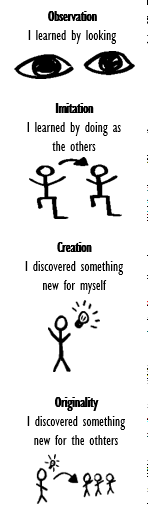 Observation
I learned by looking
Imitation
I learned by doing as
the others
Creation
I discovered something
new for myself
Originality
I discovered something
new for the othters